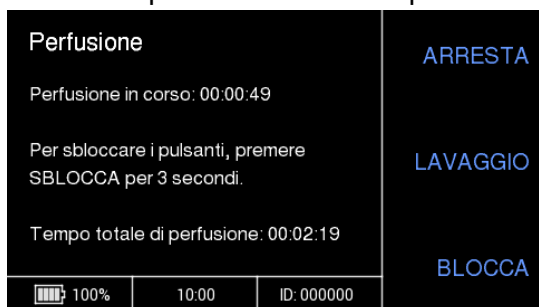 Perfusione
ARRESTA
Perfusione in corso: 00:00:49
Per sbloccare i pulsanti, premere
SBLOCCA per 3 secondi.
LAVAGGIO
Tempo totale di perfusione: 00:02:19
BLOCCA
100%
10:00
ID: 000000